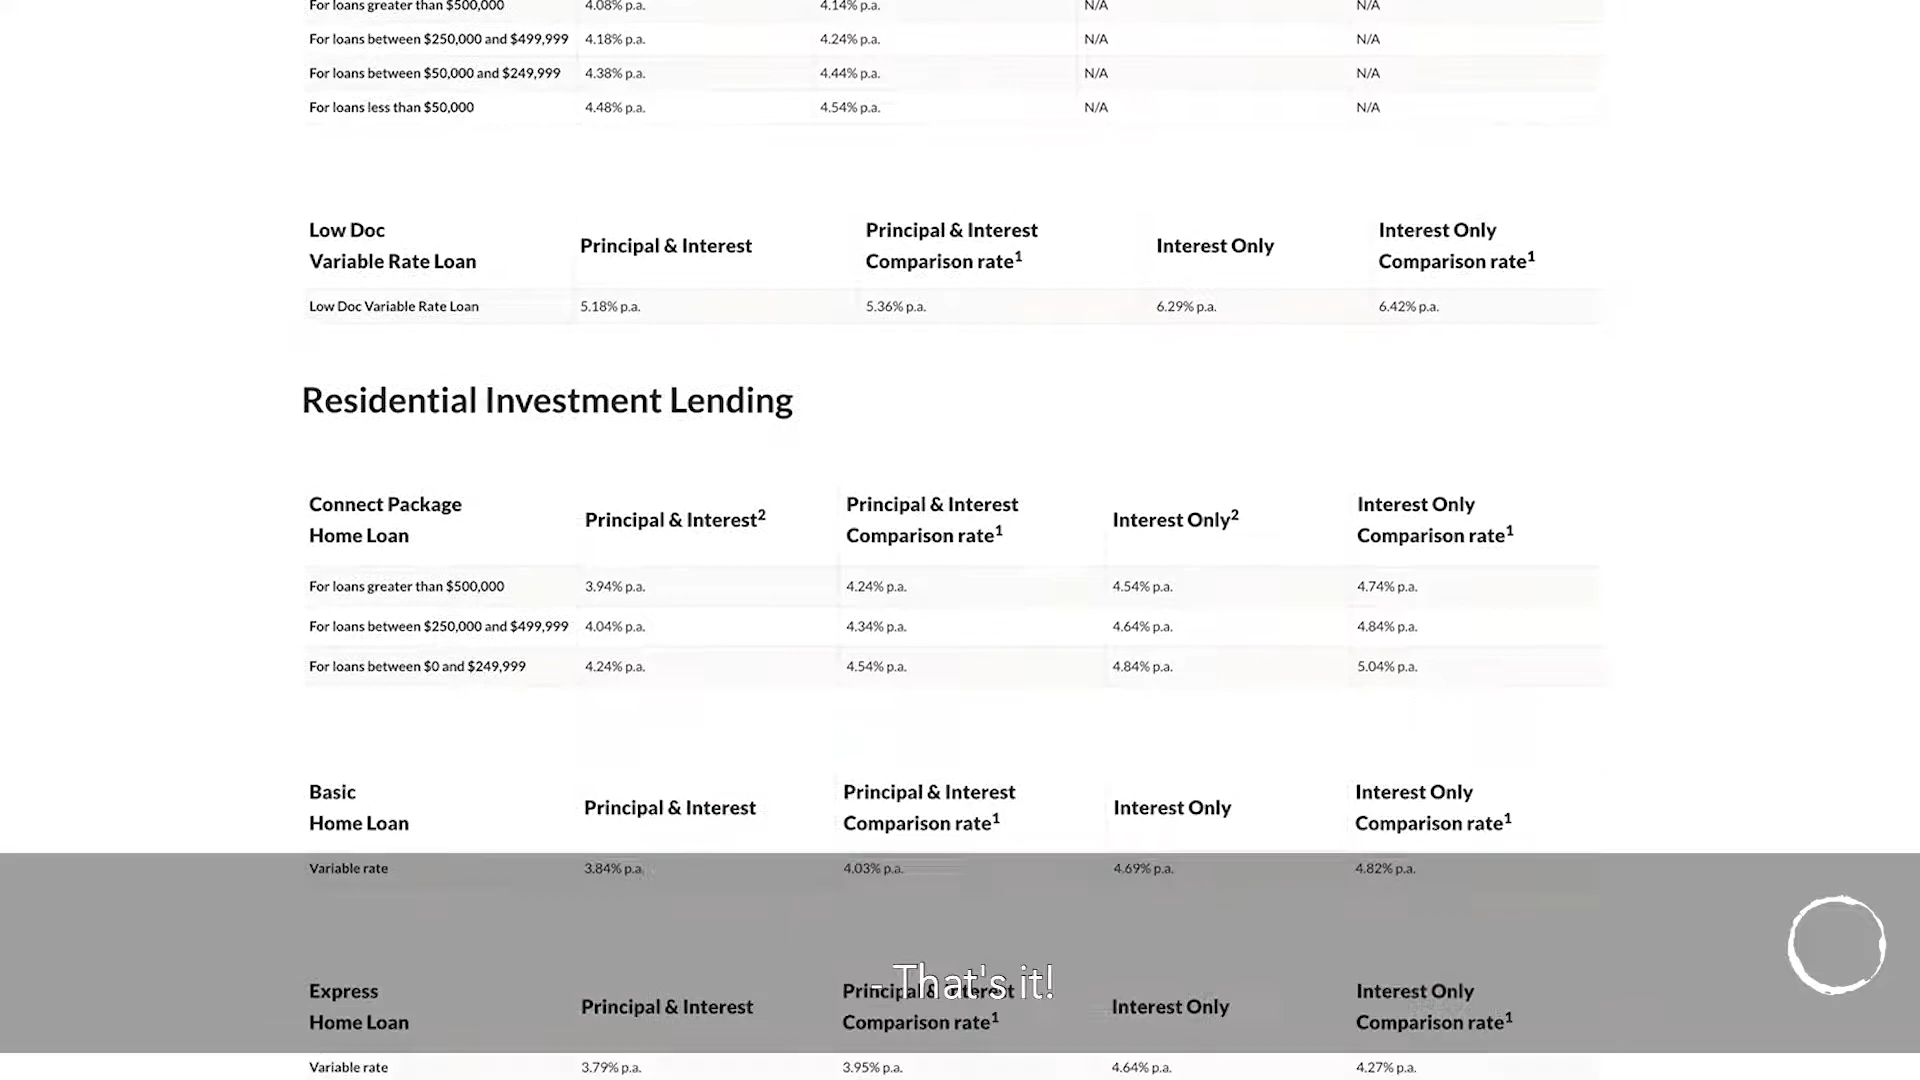 For loans greater than $500,000 4.08% p.a. 4.14% p.a. N/A N/A
For loans between $250,000 and $499,999 4.18% p.a. 4.24% p.a. N/A N/A
For loans between $50,000 and $249,999 4.38% p.a. 4.44% p.a. N/A N/A
For loans less than $50,000 4.48% p.a. 4.54% p.a. N/A N/A
Low Doc
Variable Rate Loan
Principal & Interest
Principal & Interest
Comparison rate¹
Interest Only
Interest Only
Comparison rate¹
Low Doc Variable Rate Loan 5.18% p.a. 5.36% p.a. 6.29% p.a. 6.42% p.a.
Residential Investment Lending
Connect Package
Home Loan
Principal & Interest²
Principal & Interest
Comparison rate¹
Interest Only²
Interest Only
Comparison rate¹
For loans greater than $500,000 3.94% p.a. 4.24% p.a. 4.54% p.a. 4.74% p.a.
For loans between $250,000 and $499,999 4.04% p.a. 4.34% p.a. 4.64% p.a. 4.84% p.a.
For loans between $0 and $249,999 4.24% p.a. 4.54% p.a. 4.84% p.a. 5.04% p.a.
Basic
Home Loan
Principal & Interest
Principal & Interest
Comparison rate¹
Interest Only
Interest Only
Comparison rate¹
Variable rate 3.84% p.a. 4.03% p.a. 4.69% p.a. 4.82% p.a.
Express
Home Loan
Principal & Interest
Principal & Interest
Comparison rate¹
Interest Only
Interest Only
Comparison rate¹
- That's it!
Variable rate 3.79% p.a. 3.95% p.a. 4.64% p.a. 4.27% p.a.